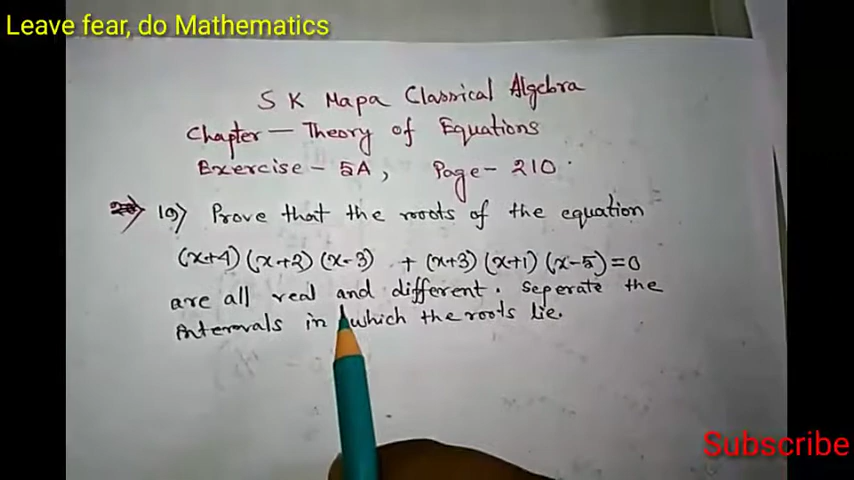 Leave fear, do Mathematics
S K Mapa Classical Algebra
Chapter - Theory of Equations
Exercise - 5A, Page - 210.
19) Prove that the roots of the equation
(x+4) (x+2) (x-3) + (x+3) (x+1) (x-5) = 0
are all real and different. Seperate the
intervals in which the roots lie.
Subscribe